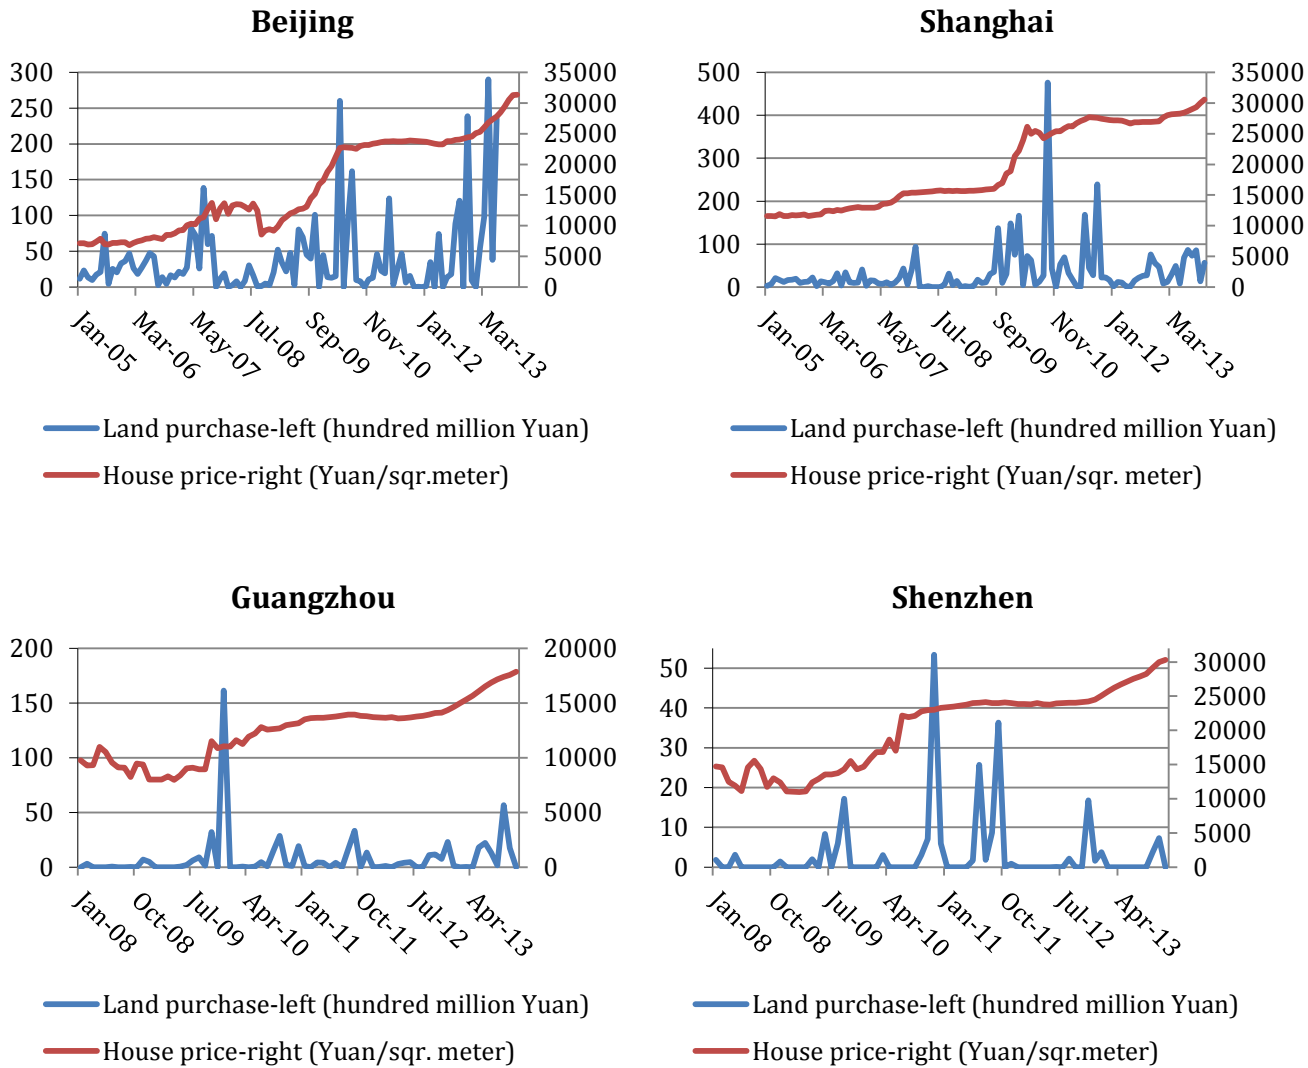 Beijing
300
250
200
150
100
50
0
35000
30000
25000
20000
15000
10000
5000
0
Jan-05
Mar-06
May-07
Jul-08
Sep-09
Nov-10
Jan-12
Mar-13
Land purchase-left (hundred million Yuan)
House price-right (Yuan/sqr.meter)
Shanghai
500
400
300
200
100
0
35000
30000
25000
20000
15000
10000
5000
0
Jan-05
Mar-06
May-07
Jul-08
Sep-09
Nov-10
Jan-12
Mar-13
Land purchase-left (hundred million Yuan)
House price-right (Yuan/sqr. meter)
Guangzhou
200
150
100
50
0
20000
15000
10000
5000
0
Jan-08
Oct-08
Jul-09
Apr-10
Jan-11
Oct-11
Jul-12
Apr-13
Land purchase-left (hundred million Yuan)
House price-right (Yuan/sqr. meter)
Shenzhen
50
40
30
20
10
0
30000
25000
20000
15000
10000
5000
0
Jan-08
Oct-08
Jul-09
Apr-10
Jan-11
Oct-11
Jul-12
Apr-13
Land purchase-left (hundred million Yuan)
House price-right (Yuan/sqr.meter)